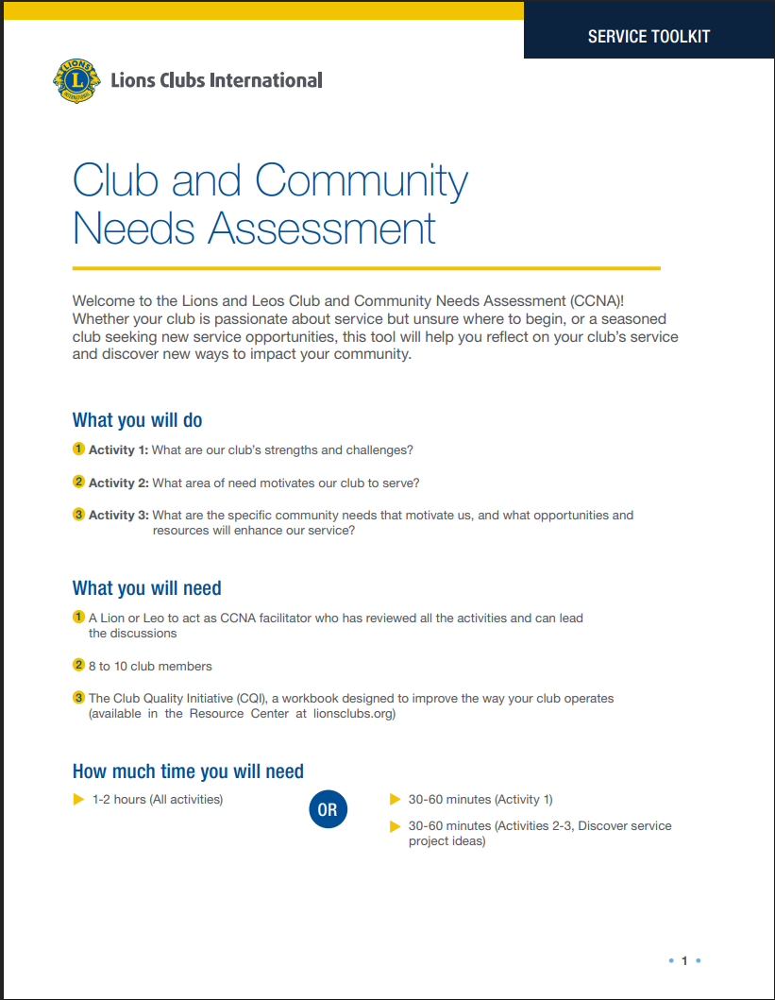 SERVICE TOOLKIT
LIONS
L
INTERNATIONAL
Lions Clubs International
Club and Community
Needs Assessment
Welcome to the Lions and Leos Club and Community Needs Assessment (CCNA)!
Whether your club is passionate about service but unsure where to begin, or a seasoned
club seeking new service opportunities, this tool will help you reflect on your club's service
and discover new ways to impact your community.
What you will do
1 Activity 1: What are our club's strengths and challenges?
2 Activity 2: What area of need motivates our club to serve?
3 Activity 3: What are the specific community needs that motivate us, and what opportunities and
resources will enhance our service?
What you will need
1 A Lion or Leo to act as CCNA facilitator who has reviewed all the activities and can lead
the discussions
2 8 to 10 club members
3 The Club Quality Initiative (CQI), a workbook designed to improve the way your club operates
(available in the Resource Center at lionsclubs.org)
How much time you will need
1-2 hours (All activities)
OR
30-60 minutes (Activity 1)
30-60 minutes (Activities 2-3, Discover service
project ideas)
• 1 •